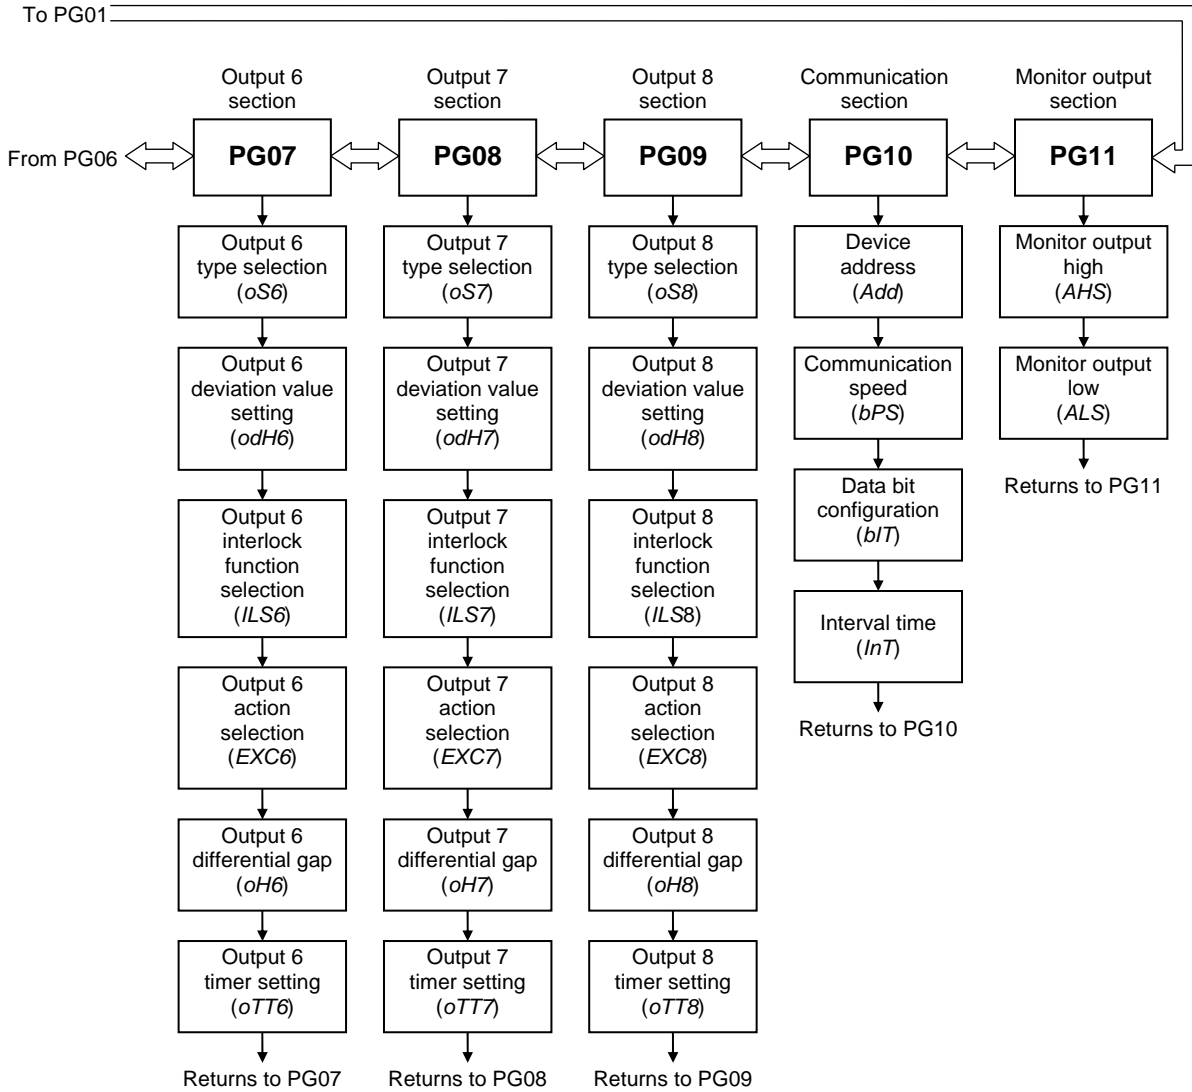 To PG01
Output 6
section
Output 7
section
Output 8
section
Communication
section
Monitor output
section
From PG06
PG07
PG08
PG09
PG10
PG11
Output 6
type selection
(oS6)
Output 6
deviation value
setting
(odH6)
Output 6
interlock
function
selection
(ILS6)
Output 6
action
selection
(EXC6)
Output 6
differential gap
(oH6)
Output 6
timer setting
(oTT6)
Returns to PG07
Output 7
type selection
(oS7)
Output 7
deviation value
setting
(odH7)
Output 7
interlock
function
selection
(ILS7)
Output 7
action
selection
(EXC7)
Output 7
differential gap
(oH7)
Output 7
timer setting
(oTT7)
Returns to PG08
Output 8
type selection
(oS8)
Output 8
deviation value
setting
(odH8)
Output 8
interlock
function
selection
(ILS8)
Output 8
action
selection
(EXC8)
Output 8
differential gap
(oH8)
Output 8
timer setting
(oTT8)
Returns to PG09
Device
address
(Add)
Communication
speed
(bPS)
Data bit
configuration
(bIT)
Interval time
(InT)
Returns to PG10
Monitor output
high
(AHS)
Monitor output
low
(ALS)
Returns to PG11